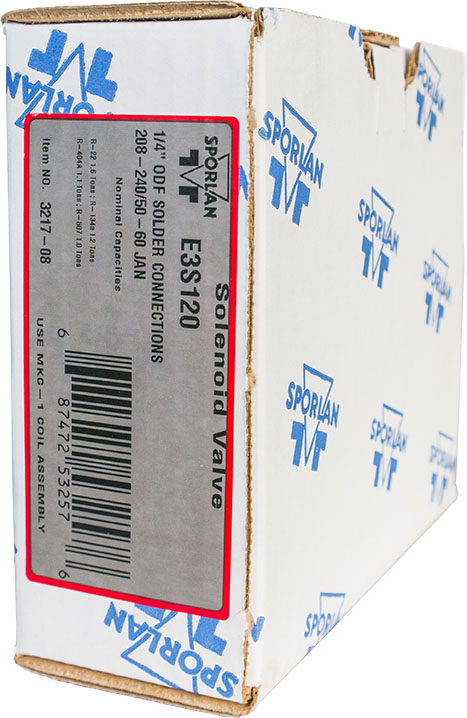 SPORLAN
Solenoid Valve
SPORLAN
E3S120
1/4" ODF SOLDER CONNECTIONS
208-240/50-60 JAN
Nominal Capacities
R-22 1.6 Tons; R-134a 1.2 Tons
R-404A 1.1 Tons; R-507 1.0 Tons
Item NO. 3217-08
USE MKC-1 COIL ASSEMBLY
6 87472 53257 6
SPORLAN
SPORLAN
SPORLAN
SPORLAN
SPORLAN
SPORLAN
SPORLAN
SPORLAN
SPORLAN